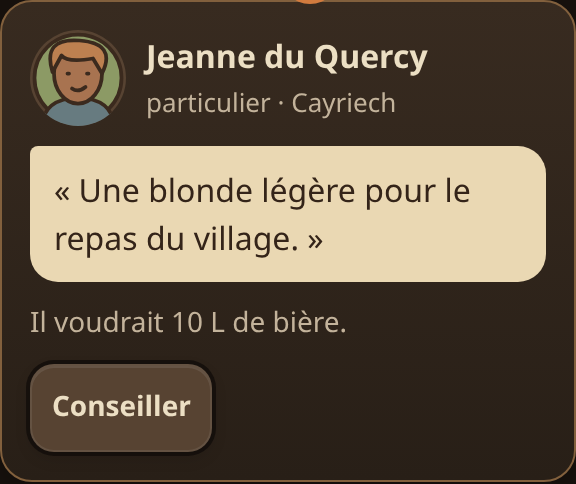 Jeanne du Quercy
particulier · Cayriech
« Une blonde légère pour le
repas du village. »
Il voudrait 10 L de bière.
Conseiller